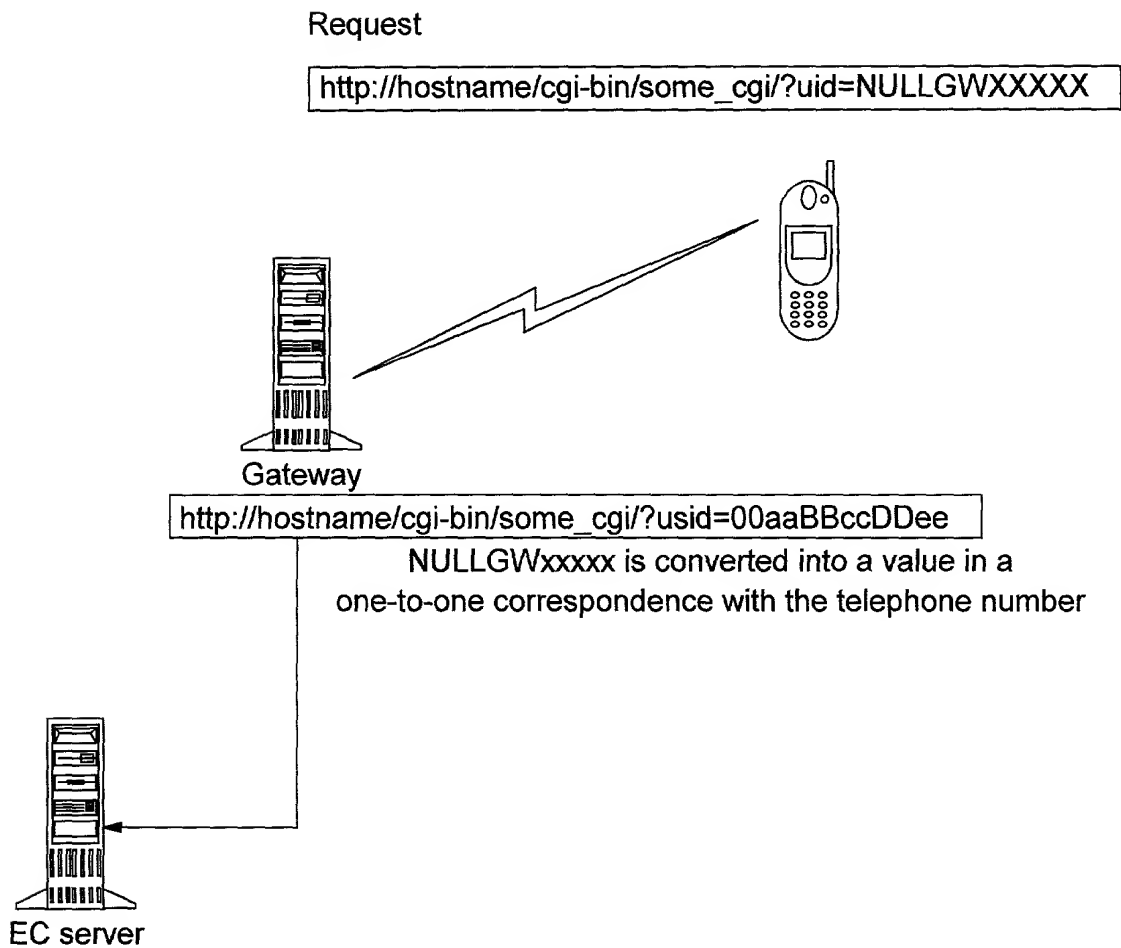 Request
http://hostname/cgi-bin/some_cgi/?uid=NULLGWXXXXX
Gateway
http://hostname/cgi-bin/some_cgi/?usid=00aaBBccDDee
NULLGWxxxxx is converted into a value in a
one-to-one correspondence with the telephone number
EC server